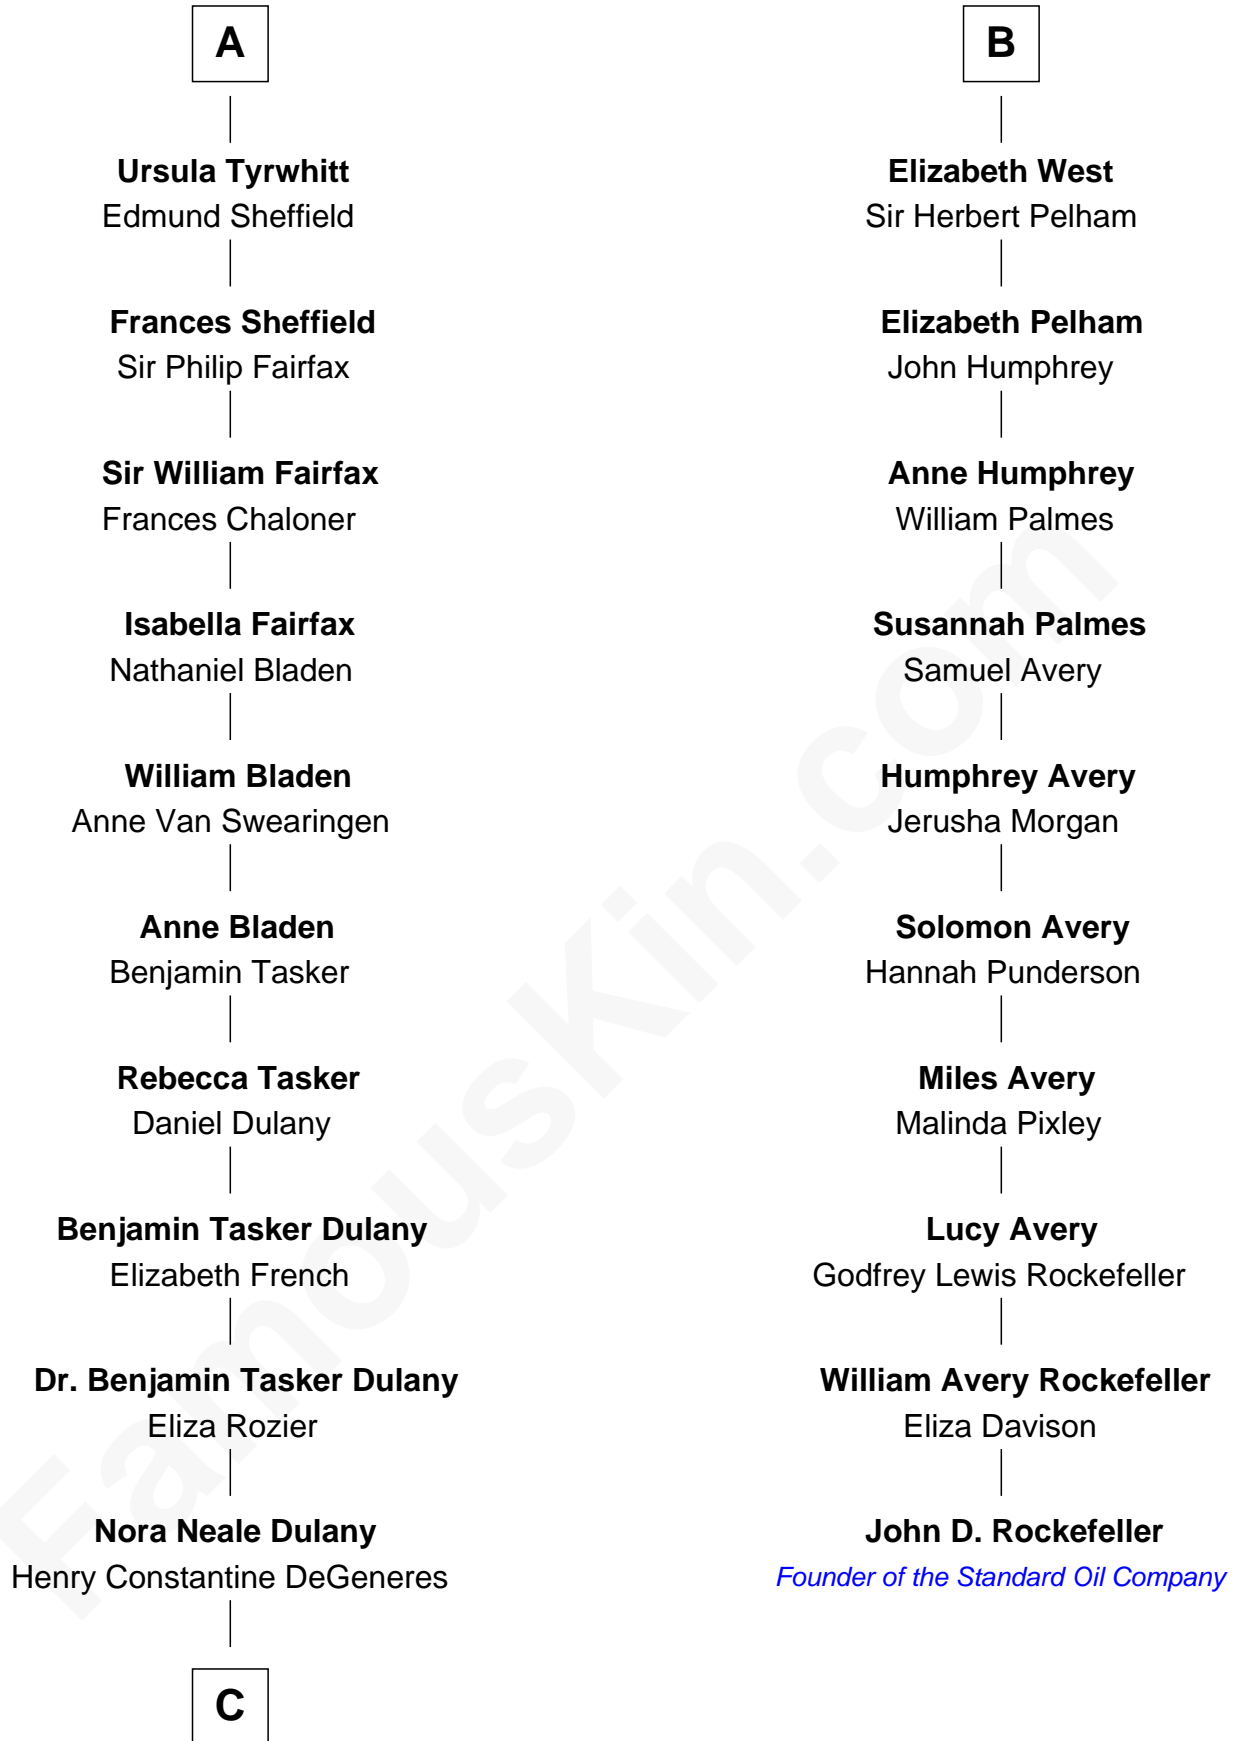 A
Ursula Tyrwhitt
Edmund Sheffield
Frances Sheffield
Sir Philip Fairfax
Sir William Fairfax
Frances Chaloner
Isabella Fairfax
Nathaniel Bladen
William Bladen
Anne Van Swearingen
Anne Bladen
Benjamin Tasker
Rebecca Tasker
Daniel Dulany
Benjamin Tasker Dulany
Elizabeth French
Dr. Benjamin Tasker Dulany
Eliza Rozier
Nora Neale Dulany
Henry Constantine DeGeneres
C
B
Elizabeth West
Sir Herbert Pelham
Elizabeth Pelham
John Humphrey
Anne Humphrey
William Palmes
Susannah Palmes
Samuel Avery
Humphrey Avery
Jerusha Morgan
Solomon Avery
Hannah Punderson
Miles Avery
Malinda Pixley
Lucy Avery
Godfrey Lewis Rockefeller
William Avery Rockefeller
Eliza Davison
John D. Rockefeller
Founder of the Standard Oil Company
FamousKin.com